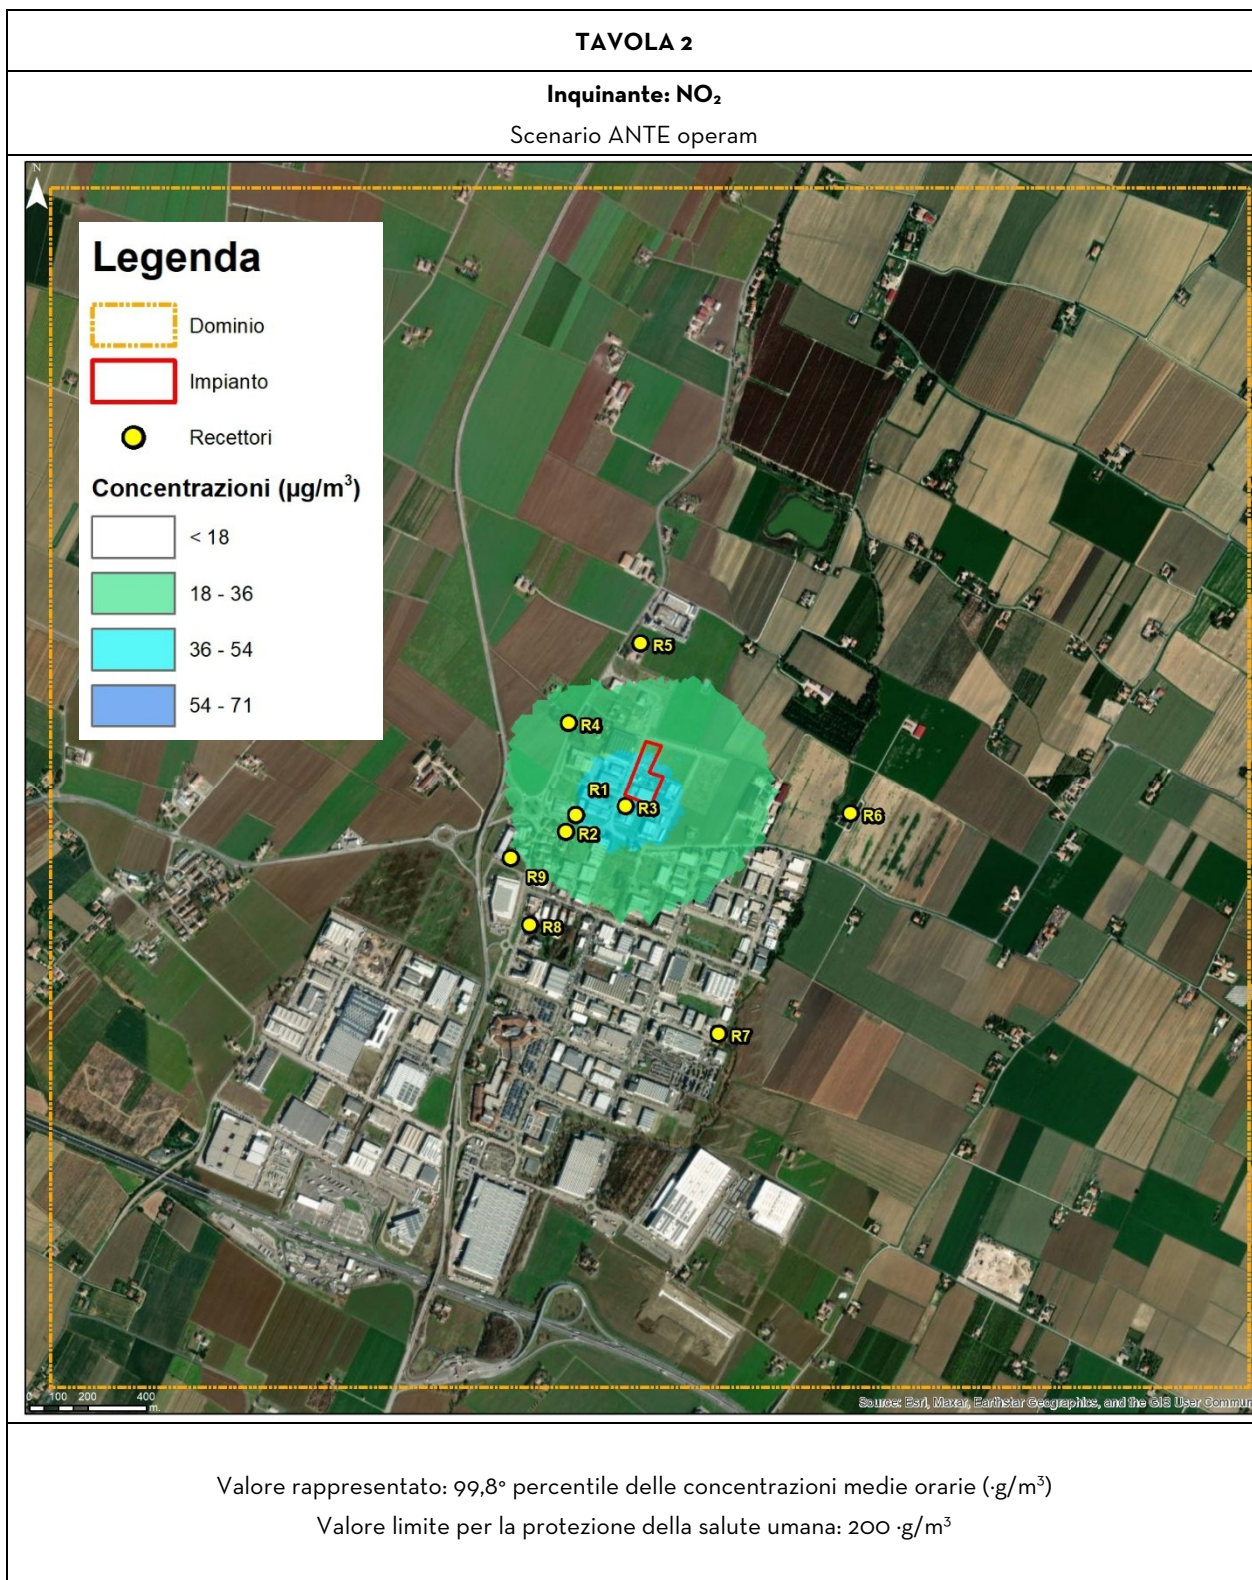 TAVOLA 2
Inquinante: NO₂
Scenario ANTE operam
N
Legenda
Dominio
Impianto
Recettori
Concentrazioni (µg/m³)
< 18
18 - 36
36 - 54
54 - 71
R5
R4
R1
R3
R2
R6
R9
R8
R7
0 100 200 400
m.
Source: Esri, Maxar, Earthstar Geographics, and the GIS User Commun
Valore rappresentato: 99,8° percentile delle concentrazioni medie orarie (·g/m³)
Valore limite per la protezione della salute umana: 200 ·g/m³